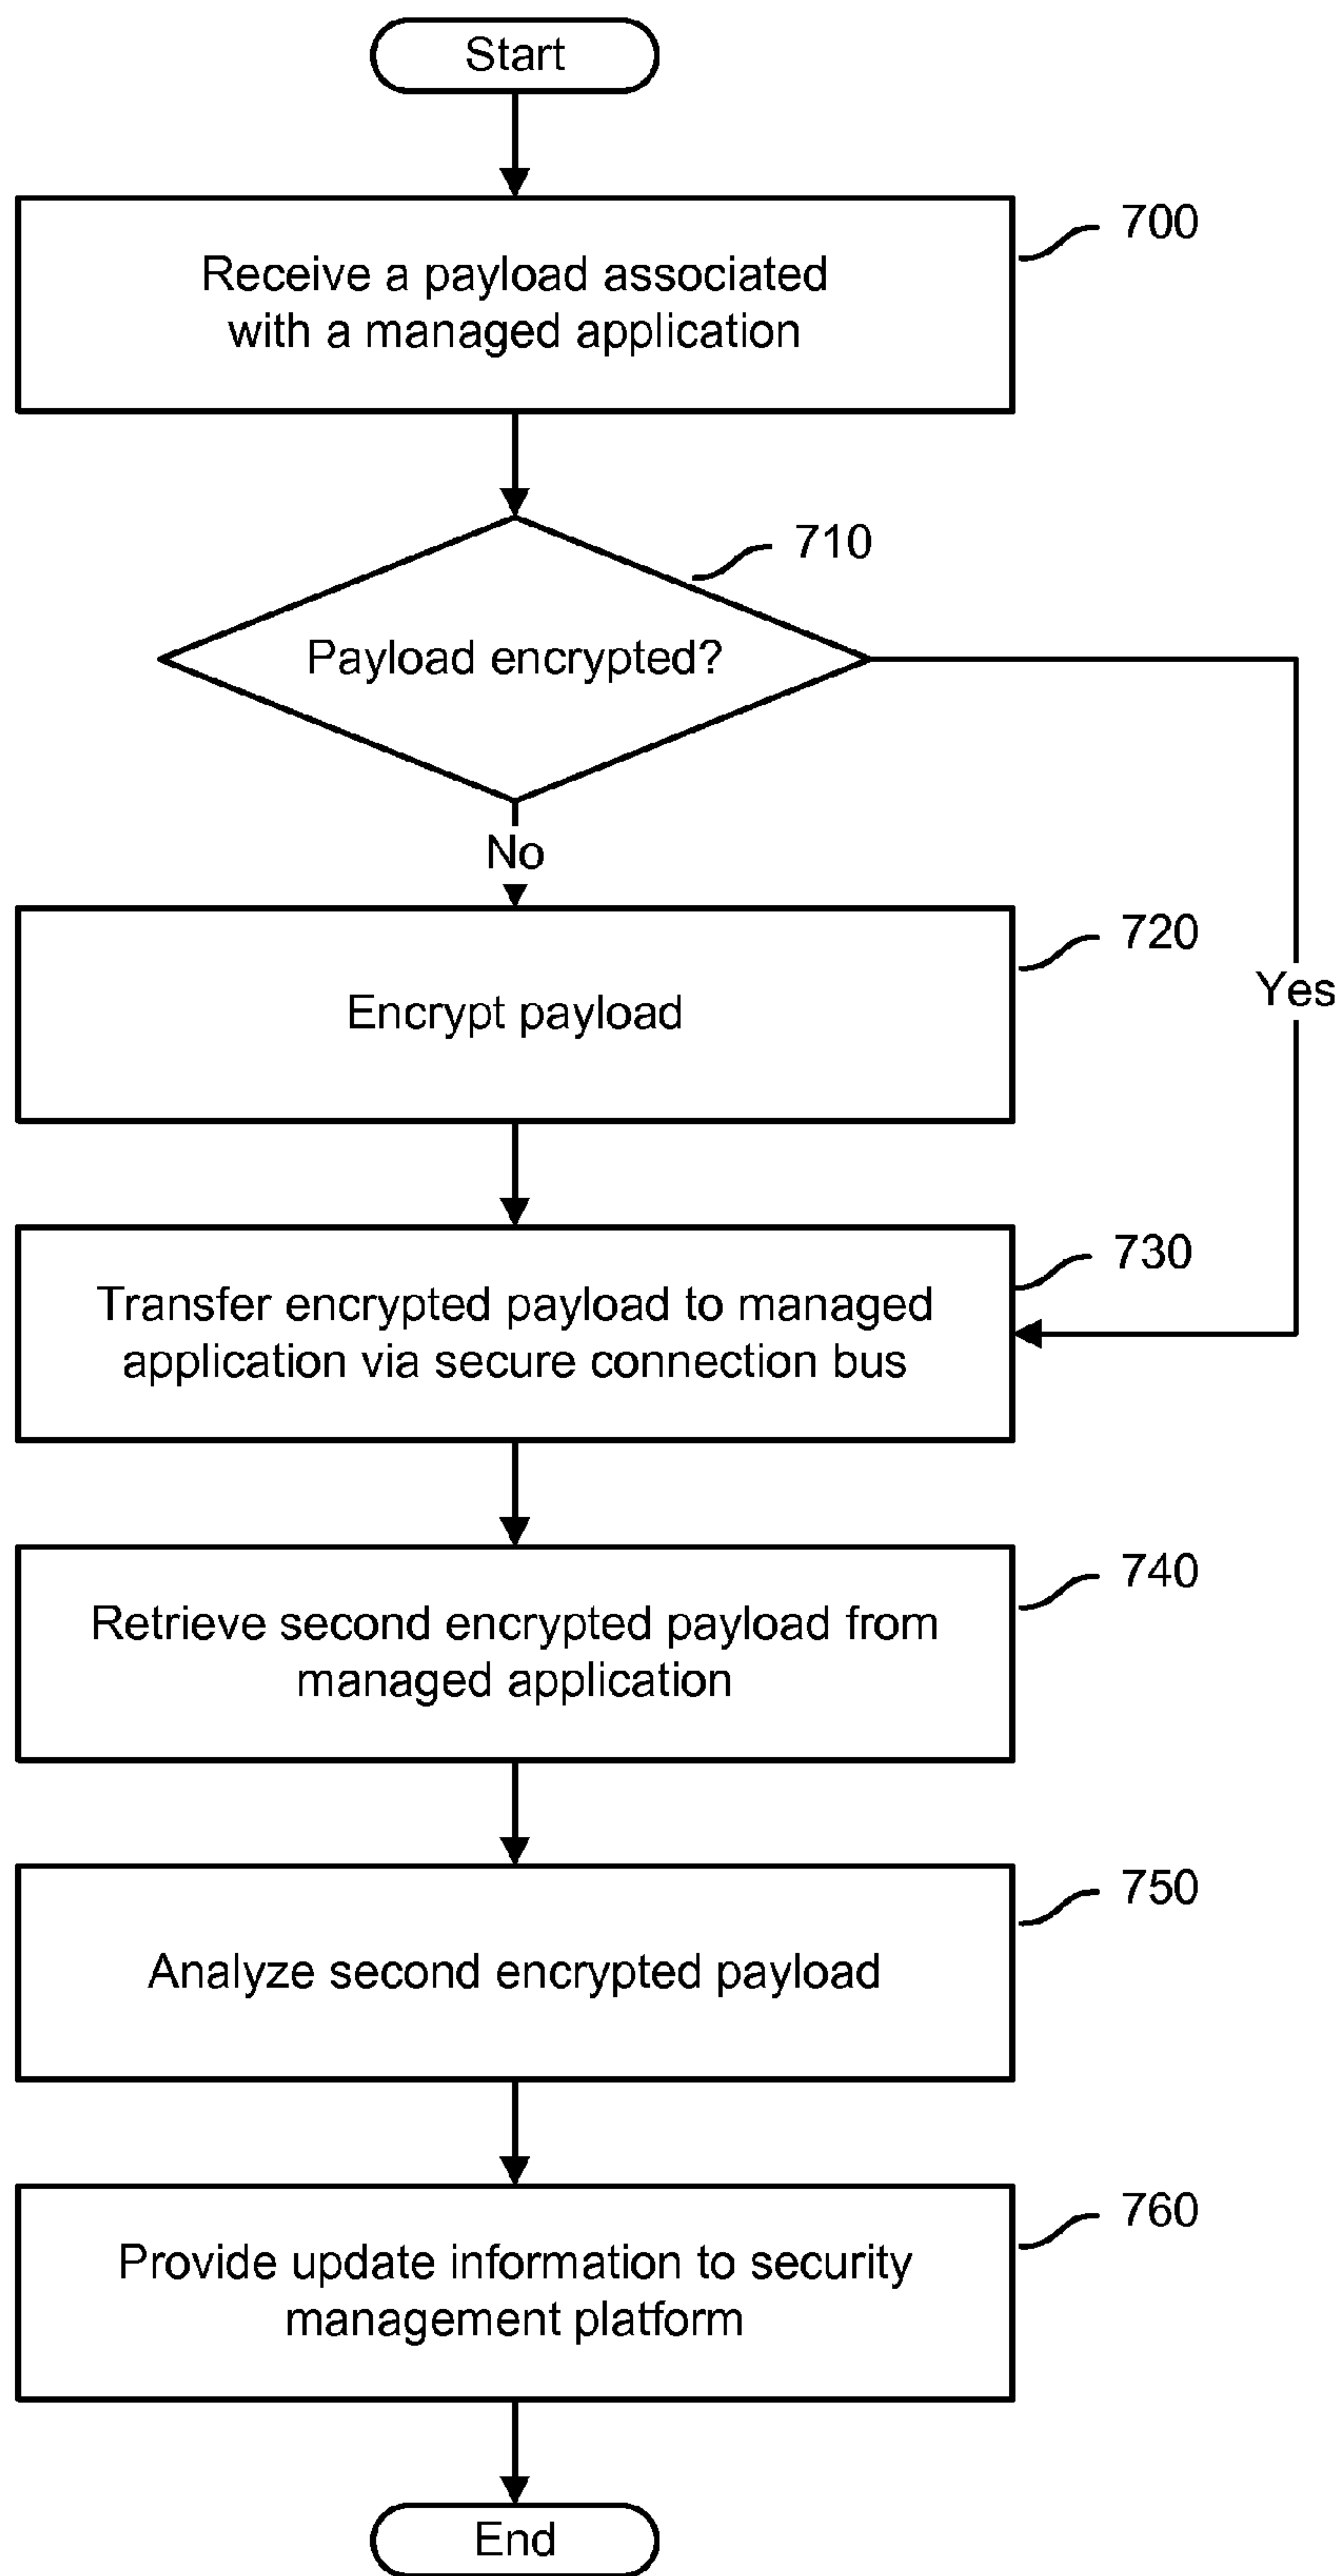 Start
700
Receive a payload associated
with a managed application
710
Payload encrypted?
No
720
Yes
Encrypt payload
730
Transfer encrypted payload to managed
application via secure connection bus
740
Retrieve second encrypted payload from
managed application
750
Analyze second encrypted payload
760
Provide update information to security
management platform
End